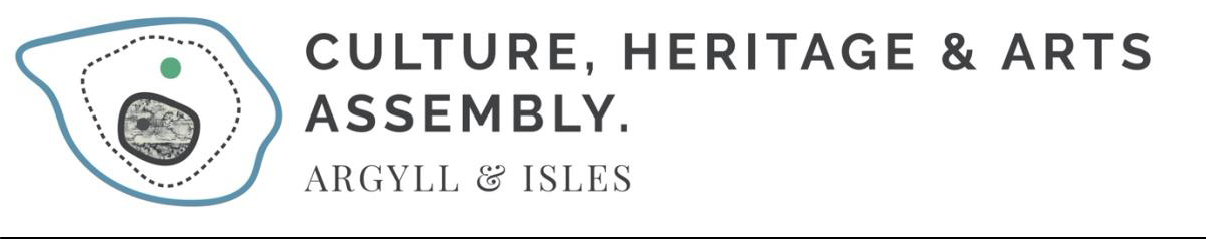 CULTURE, HERITAGE & ARTS
ASSEMBLY.
ARGYLL & ISLES